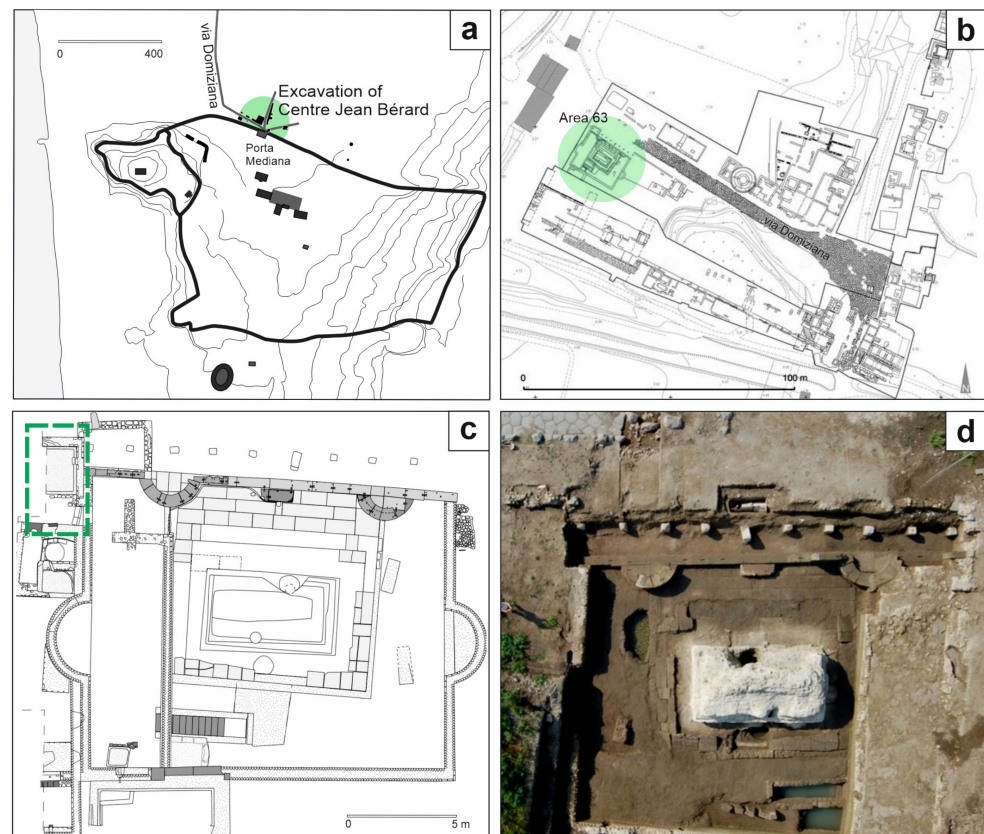 a
via Domiziana
0 400
Excavation of
Centre Jean Bérard
Porta
Mediana
b
Area 63
via Domiziana
0 100 m
c
0 5 m
d